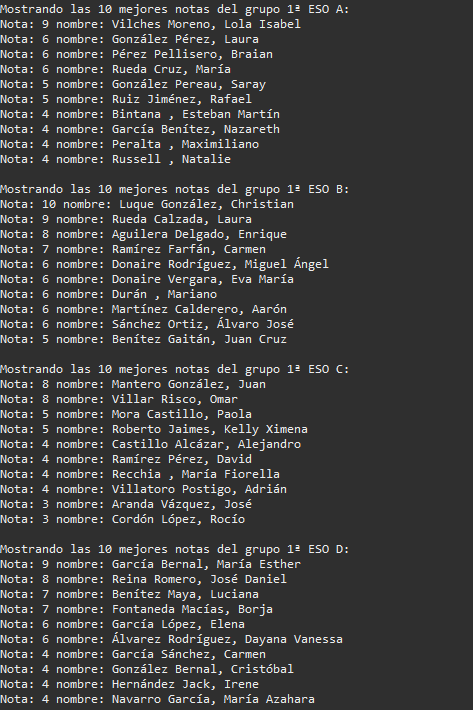 Mostrando las 10 mejores notas del grupo 1ª ESO A:
Nota: 9 nombre: Vilches Moreno, Lola Isabel
Nota: 6 nombre: González Pérez, Laura
Nota: 6 nombre: Pérez Pellisero, Braian
Nota: 6 nombre: Rueda Cruz, María
Nota: 5 nombre: González Pereau, Saray
Nota: 5 nombre: Ruiz Jiménez, Rafael
Nota: 4 nombre: Bintana , Esteban Martín
Nota: 4 nombre: García Benítez, Nazareth
Nota: 4 nombre: Peralta , Maximiliano
Nota: 4 nombre: Russell , Natalie
Mostrando las 10 mejores notas del grupo 1ª ESO B:
Nota: 10 nombre: Luque González, Christian
Nota: 9 nombre: Rueda Calzada, Laura
Nota: 8 nombre: Aguilera Delgado, Enrique
Nota: 7 nombre: Ramírez Farfán, Carmen
Nota: 6 nombre: Donaire Rodríguez, Miguel Ángel
Nota: 6 nombre: Donaire Vergara, Eva María
Nota: 6 nombre: Durán , Mariano
Nota: 6 nombre: Martínez Calderero, Aarón
Nota: 6 nombre: Sánchez Ortiz, Álvaro José
Nota: 5 nombre: Benítez Gaitán, Juan Cruz
Mostrando las 10 mejores notas del grupo 1ª ESO C:
Nota: 8 nombre: Mantero González, Juan
Nota: 8 nombre: Villar Risco, Omar
Nota: 5 nombre: Mora Castillo, Paola
Nota: 5 nombre: Roberto Jaimes, Kelly Ximena
Nota: 4 nombre: Castillo Alcázar, Alejandro
Nota: 4 nombre: Ramírez Pérez, David
Nota: 4 nombre: Recchia , María Fiorella
Nota: 4 nombre: Villatoro Postigo, Adrián
Nota: 3 nombre: Aranda Vázquez, José
Nota: 3 nombre: Cordón López, Rocío
Mostrando las 10 mejores notas del grupo 1ª ESO D:
Nota: 9 nombre: García Bernal, María Esther
Nota: 8 nombre: Reina Romero, José Daniel
Nota: 7 nombre: Benítez Maya, Luciana
Nota: 7 nombre: Fontaneda Macías, Borja
Nota: 6 nombre: García López, Elena
Nota: 6 nombre: Álvarez Rodríguez, Dayana Vanessa
Nota: 4 nombre: García Sánchez, Carmen
Nota: 4 nombre: González Bernal, Cristóbal
Nota: 4 nombre: Hernández Jack, Irene
Nota: 4 nombre: Navarro García, María Azahara